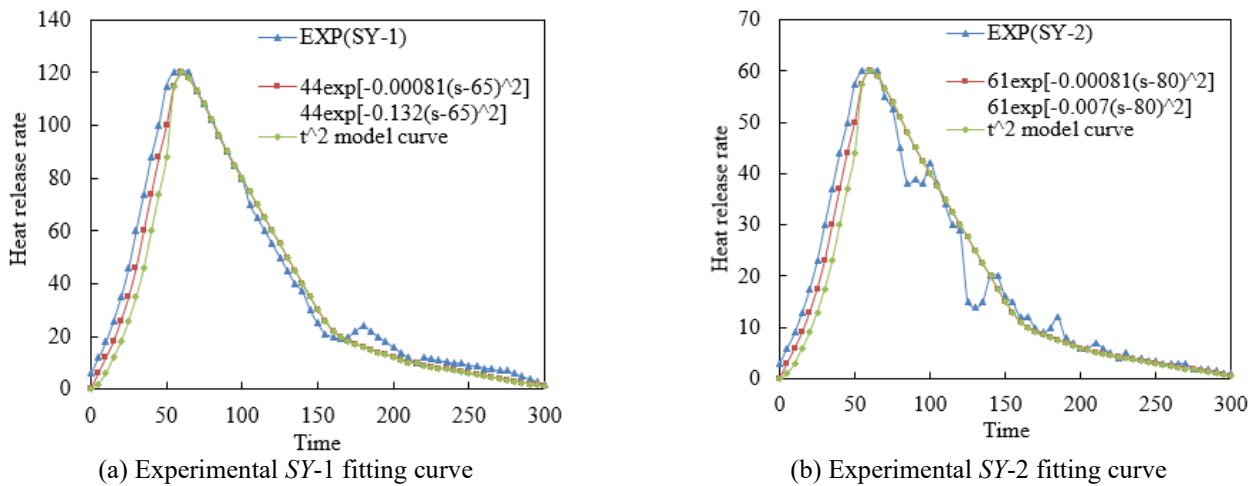 140
120
100
80
60
40
20
0
Heat release rate
EXP(SY-1)
44exp[-0.00081(s-65)^2]
44exp[-0.132(s-65)^2]
t^2 model curve
0 50 100 150 200 250 300
Time
(a) Experimental SY-1 fitting curve
70
60
50
40
30
20
10
0
Heat release rate
EXP(SY-2)
61exp[-0.00081(s-80)^2]
61exp[-0.007(s-80)^2]
t^2 model curve
0 50 100 150 200 250 300
Time
(b) Experimental SY-2 fitting curve